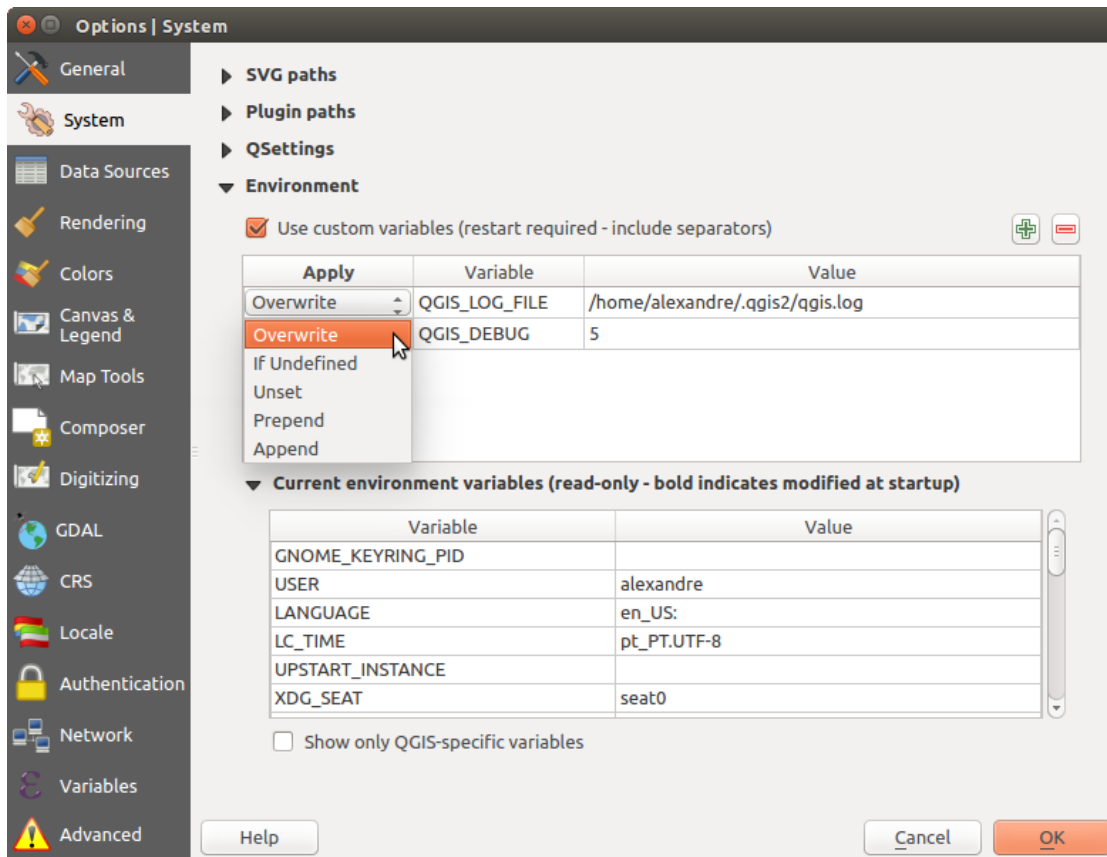 Options | System
General
System
Data Sources
Rendering
Colors
Canvas &
Legend
Map Tools
Composer
Digitizing
GDAL
CRS
Locale
Authentication
Network
Variables
Advanced
SVG paths
Plugin paths
QSettings
Environment
Use custom variables (restart required - include separators)
Apply Variable Value
Overwrite QGIS_LOG_FILE /home/alexandre/.qgis2/qgis.log
Overwrite QGIS_DEBUG 5
If Undefined
Unset
Prepend
Append
Current environment variables (read-only - bold indicates modified at startup)
Variable Value
GNOME_KEYRING_PID
USER alexandre
LANGUAGE en_US:
LC_TIME pt_PT.UTF-8
UPSTART_INSTANCE
XDG_SEAT seat0
Show only QGIS-specific variables
Help Cancel OK